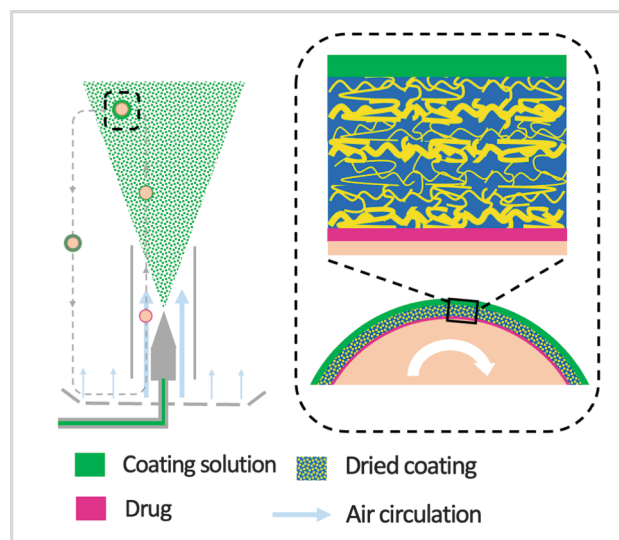 Coating solution
Dried coating
Drug
Air circulation